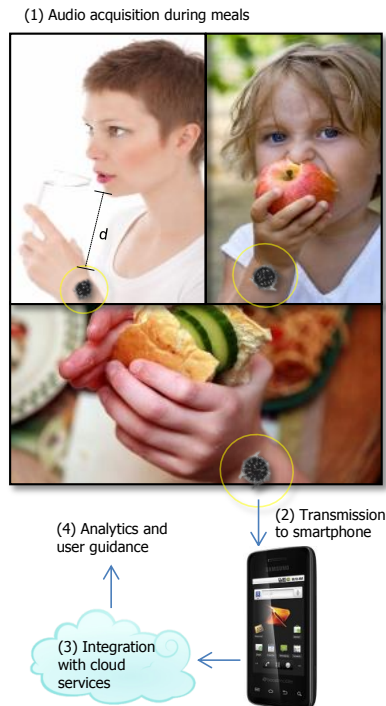 (1) Audio acquisition during meals
d
(2) Transmission
to smartphone
(4) Analytics and
user guidance
SAMSUNG
(3) Integration
with cloud
services